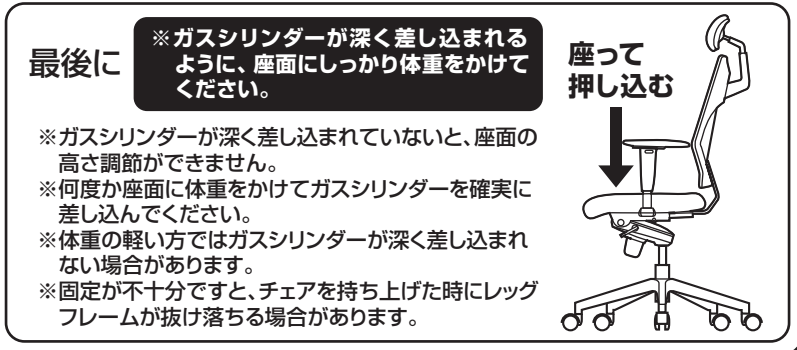 最後に
※ガスシリンダーが深く差し込まれる
ように、座面にしっかり体重をかけて
ください。
座って
押し込む
※ガスシリンダーが深く差し込まれていないと、座面の
高さ調節ができません。
※何度か座面に体重をかけてガスシリンダーを確実に
差し込んでください。
※体重の軽い方ではガスシリンダーが深く差し込まれ
ない場合があります。
※固定が不十分ですと、チェアを持ち上げた時にレッグ
フレームが抜け落ちる場合があります。